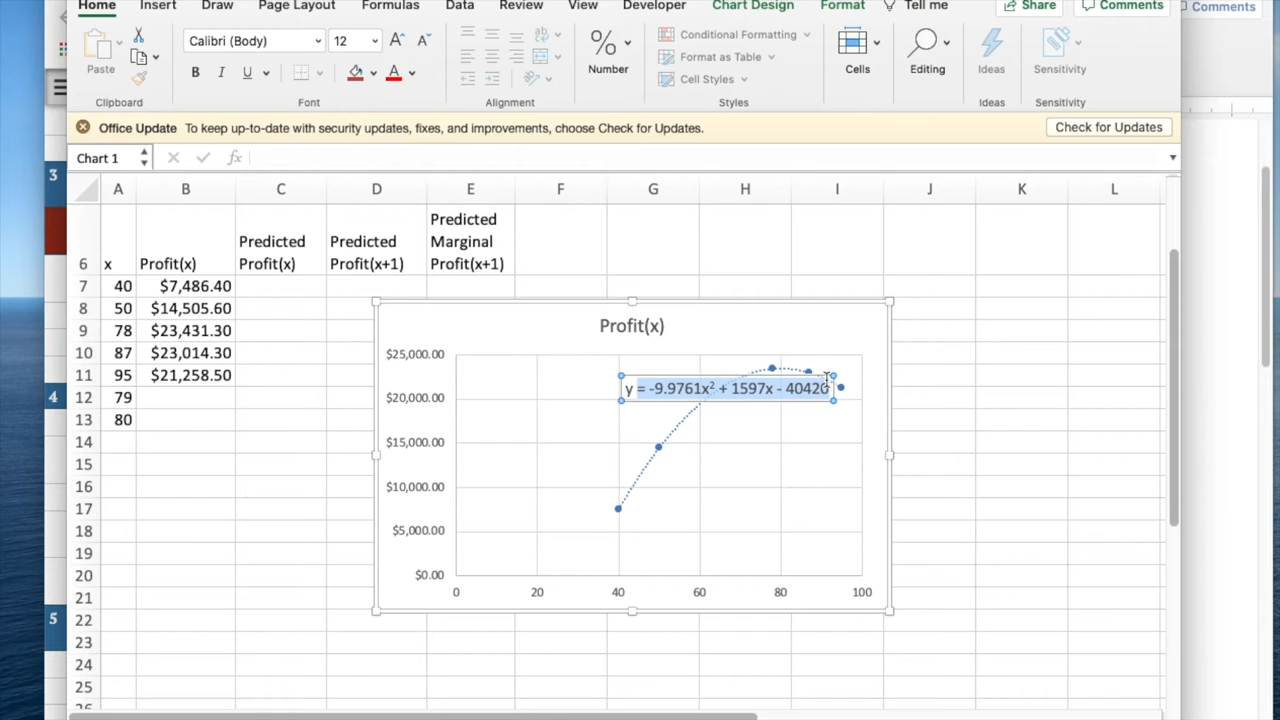 Home Insert Draw Page Layout Formulas Data Review View Developer Chart Design Format Tell me Share Comments Comments
Paste
Calibri (Body) 12
B I U
A A
ab
%
Number
Conditional Formatting
Format as Table
Cell Styles
Cells
Editing
Ideas
Sensitivity
Clipboard Font Alignment Styles Ideas Sensitivity
Office Update To keep up-to-date with security updates, fixes, and improvements, choose Check for Updates. Check for Updates
Chart 1 fx
A B C D E F G H I J K L
3
4
5
Predicted
Predicted Predicted Marginal
6 x Profit(x) Profit(x) Profit(x+1) Profit(x+1)
7 40 $7,486.40
8 50 $14,505.60
9 78 $23,431.30
10 87 $23,014.30
11 95 $21,258.50
12 79
13 80
14
15
16
17
18
19
20
21
22
23
24
25
26
Profit(x)
y = -9.9761x² + 1597x - 40420
$25,000.00
$20,000.00
$15,000.00
$10,000.00
$5,000.00
$0.00
0 20 40 60 80 100